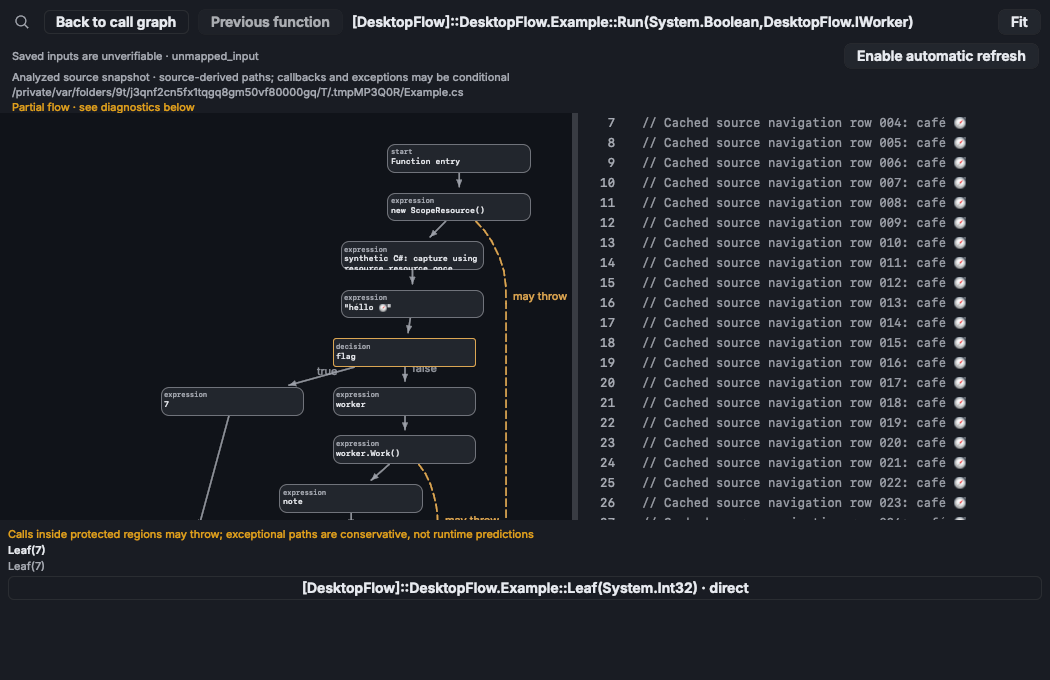 Back to call graph
Previous function
[DesktopFlow]::DesktopFlow.Example::Run(System.Boolean,DesktopFlow.IWorker)
Fit
Saved inputs are unverifiable · unmapped_input
Enable automatic refresh
Analyzed source snapshot · source-derived paths; callbacks and exceptions may be conditional
/private/var/folders/9t/j3qnf2cn5fx1tqgq8gm50vf80000gq/T/.tmpMP3Q0R/Example.cs
Partial flow · see diagnostics below
start
Function entry
expression
new ScopeResource()
expression
synthetic C#: capture using
resource resource once
may throw
expression
"hello 🧭"
decision
flag
true
false
expression
7
expression
worker
expression
worker.Work()
expression
note
may throw
7 // Cached source navigation row 004: café 🧭
8 // Cached source navigation row 005: café 🧭
9 // Cached source navigation row 006: café 🧭
10 // Cached source navigation row 007: café 🧭
11 // Cached source navigation row 008: café 🧭
12 // Cached source navigation row 009: café 🧭
13 // Cached source navigation row 010: café 🧭
14 // Cached source navigation row 011: café 🧭
15 // Cached source navigation row 012: café 🧭
16 // Cached source navigation row 013: café 🧭
17 // Cached source navigation row 014: café 🧭
18 // Cached source navigation row 015: café 🧭
19 // Cached source navigation row 016: café 🧭
20 // Cached source navigation row 017: café 🧭
21 // Cached source navigation row 018: café 🧭
22 // Cached source navigation row 019: café 🧭
23 // Cached source navigation row 020: café 🧭
24 // Cached source navigation row 021: café 🧭
25 // Cached source navigation row 022: café 🧭
26 // Cached source navigation row 023: café 🧭
Calls inside protected regions may throw; exceptional paths are conservative, not runtime predictions
Leaf(7)
Leaf(7)
[DesktopFlow]::DesktopFlow.Example::Leaf(System.Int32) · direct